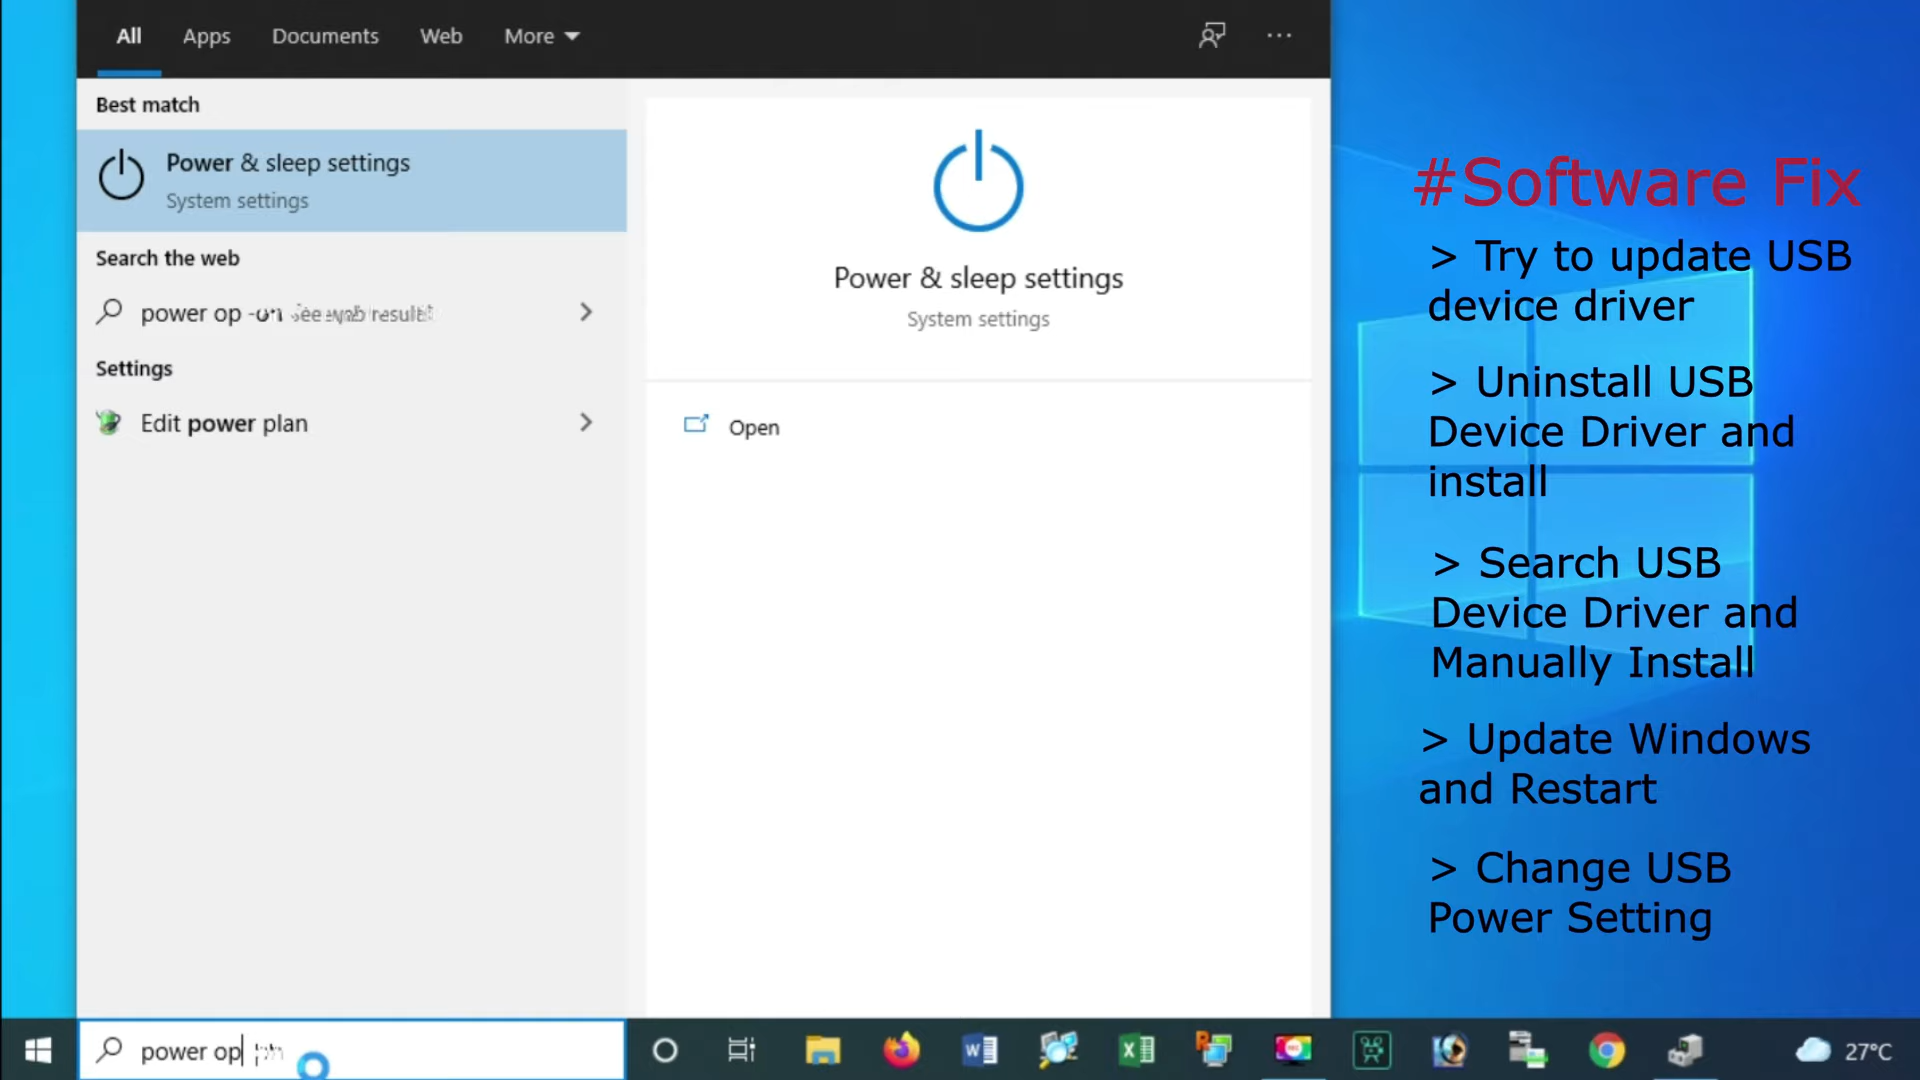 All Apps Documents Web More
Best match
Power & sleep settings
System settings
Search the web
power op
Settings
Edit power plan
Power & sleep settings
System settings
Open
#Software Fix
> Try to update USB
device driver
> Uninstall USB
Device Driver and
install
> Search USB
Device Driver and
Manually Install
> Update Windows
and Restart
> Change USB
Power Setting
power op
27°C